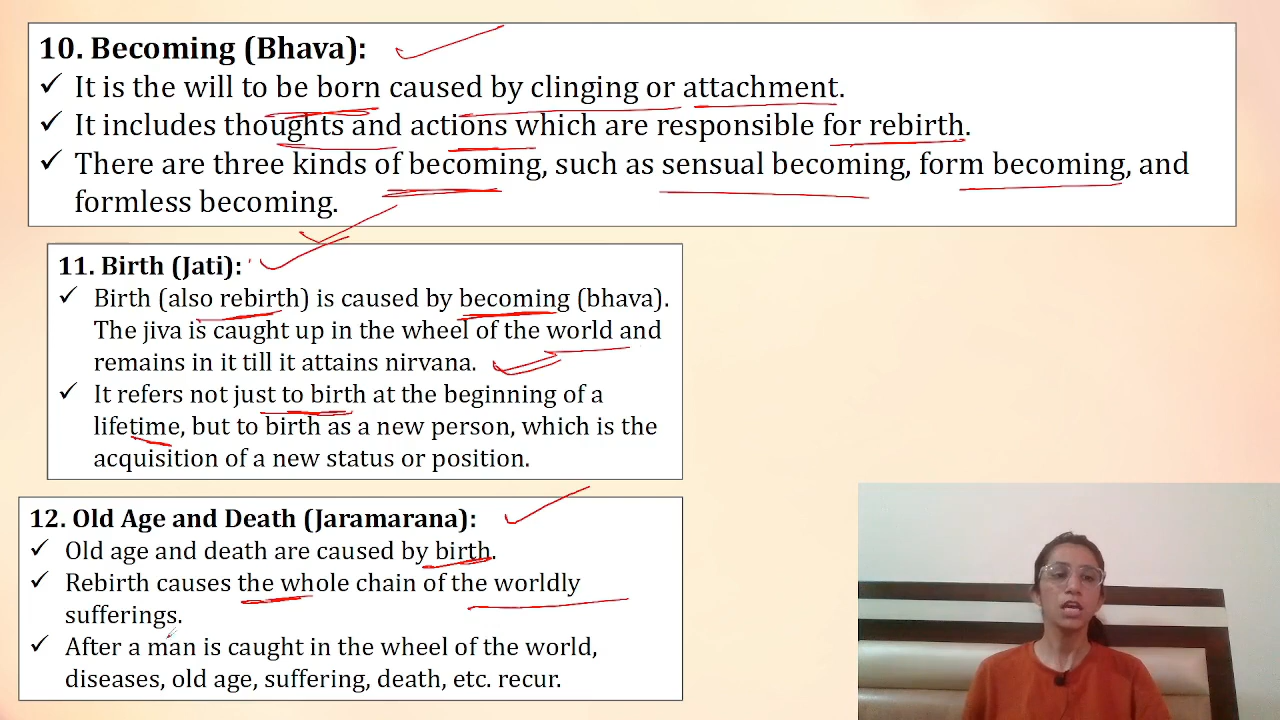 10. Becoming (Bhava):
✓ It is the will to be born caused by clinging or attachment.
✓ It includes thoughts and actions which are responsible for rebirth.
✓ There are three kinds of becoming, such as sensual becoming, form becoming, and
formless becoming.
11. Birth (Jati):
✓ Birth (also rebirth) is caused by becoming (bhava).
The jiva is caught up in the wheel of the world and
remains in it till it attains nirvana.
✓ It refers not just to birth at the beginning of a
lifetime, but to birth as a new person, which is the
acquisition of a new status or position.
12. Old Age and Death (Jaramarana):
✓ Old age and death are caused by birth.
✓ Rebirth causes the whole chain of the worldly
sufferings.
✓ After a man is caught in the wheel of the world,
diseases, old age, suffering, death, etc. recur.